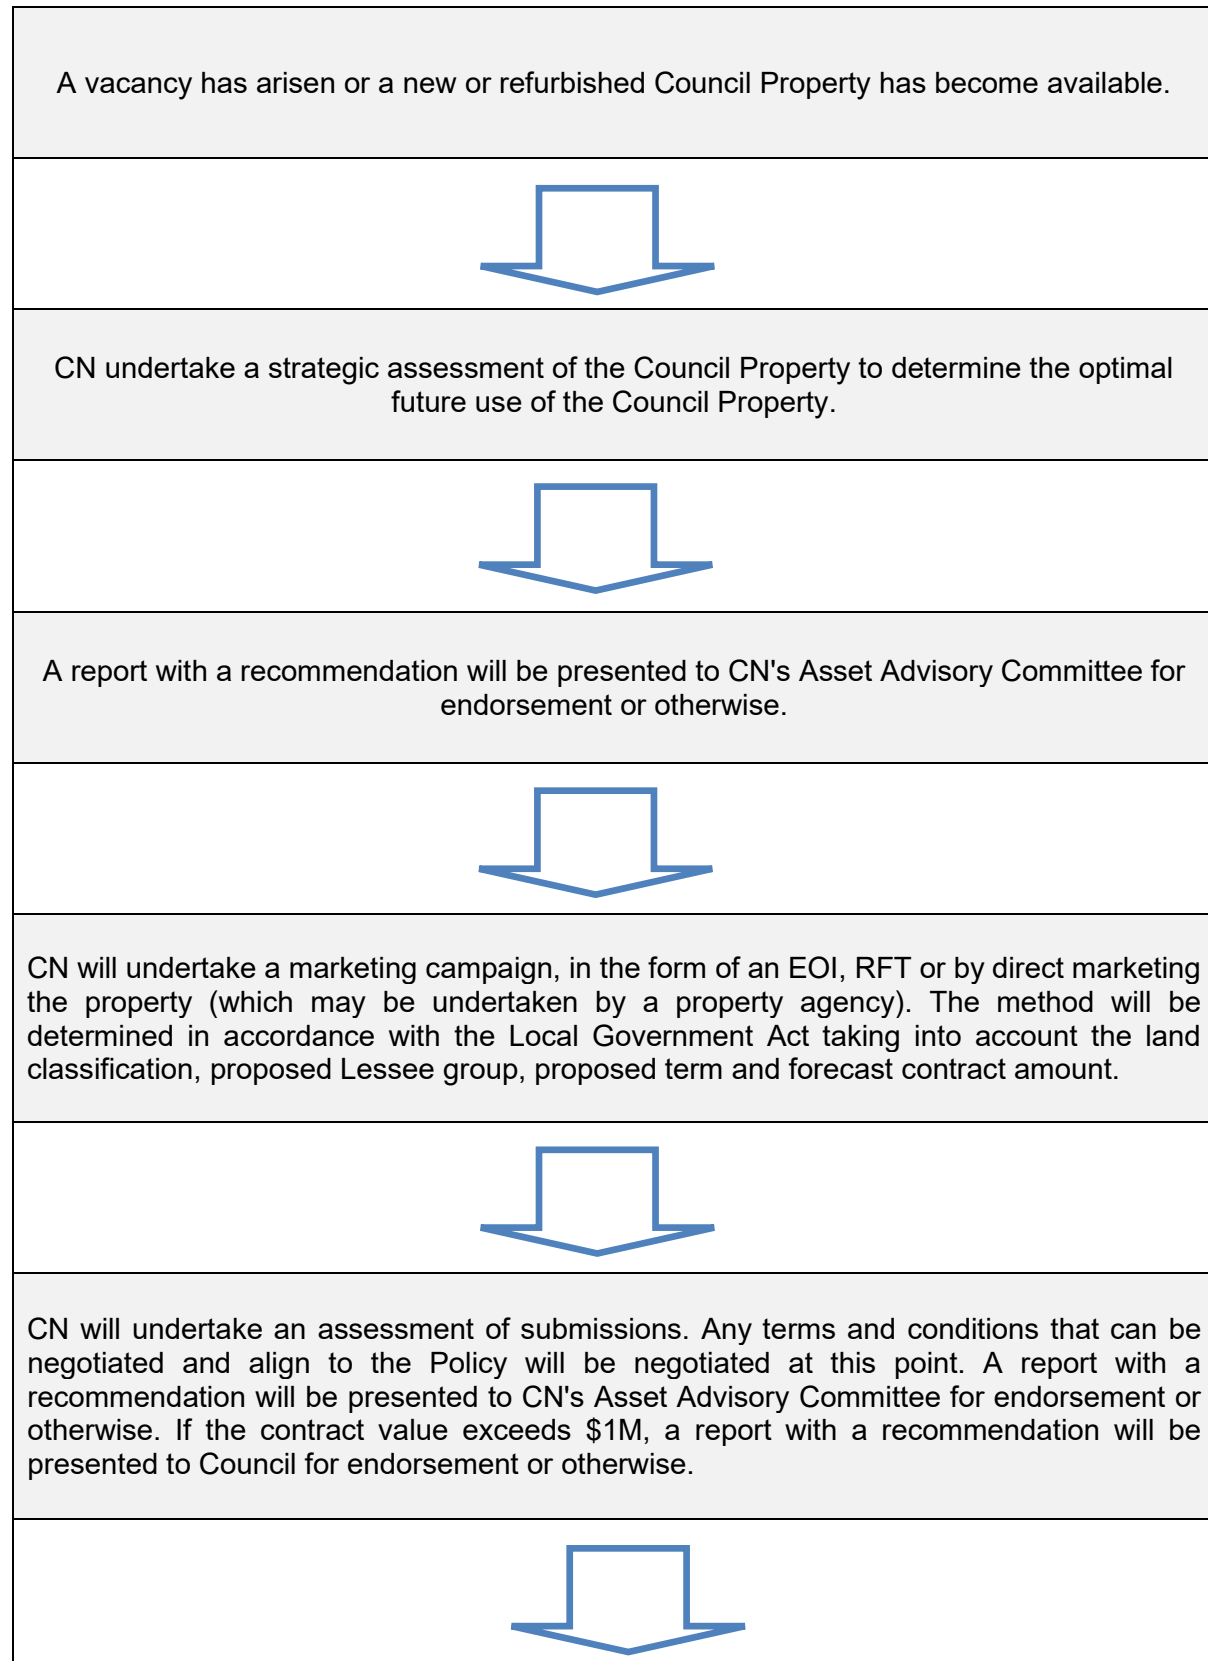 A vacancy has arisen or a new or refurbished Council Property has become available.
CN undertake a strategic assessment of the Council Property to determine the optimal
future use of the Council Property.
A report with a recommendation will be presented to CN's Asset Advisory Committee for
endorsement or otherwise.
CN will undertake a marketing campaign, in the form of an EOI, RFT or by direct marketing
the property (which may be undertaken by a property agency). The method will be
determined in accordance with the Local Government Act taking into account the land
classification, proposed Lessee group, proposed term and forecast contract amount.
CN will undertake an assessment of submissions. Any terms and conditions that can be
negotiated and align to the Policy will be negotiated at this point. A report with a
recommendation will be presented to CN's Asset Advisory Committee for endorsement or
otherwise. If the contract value exceeds $1M, a report with a recommendation will be
presented to Council for endorsement or otherwise.